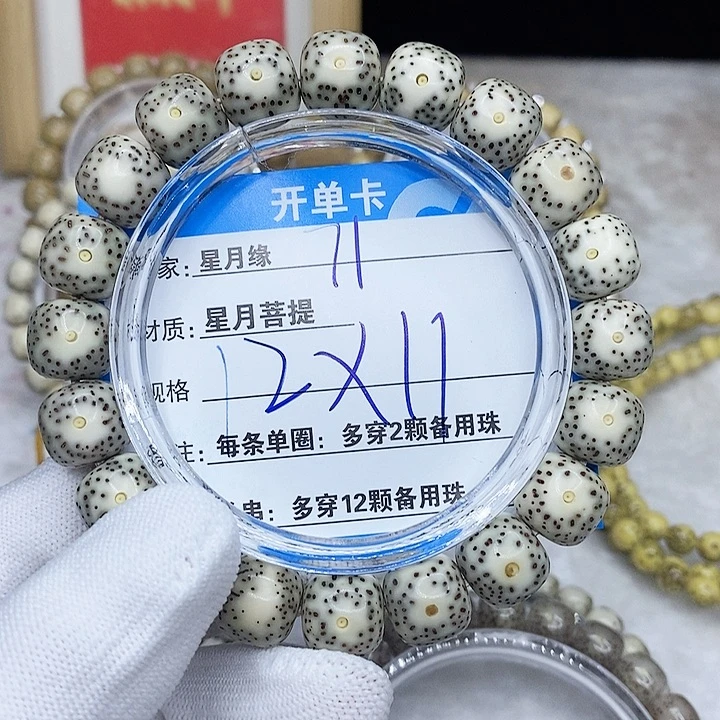 开单卡
家: 星月缘 71
材质: 星月菩提
规格 12X11
注: 每条单圈: 多穿2颗备用珠
串: 多穿12颗备用珠